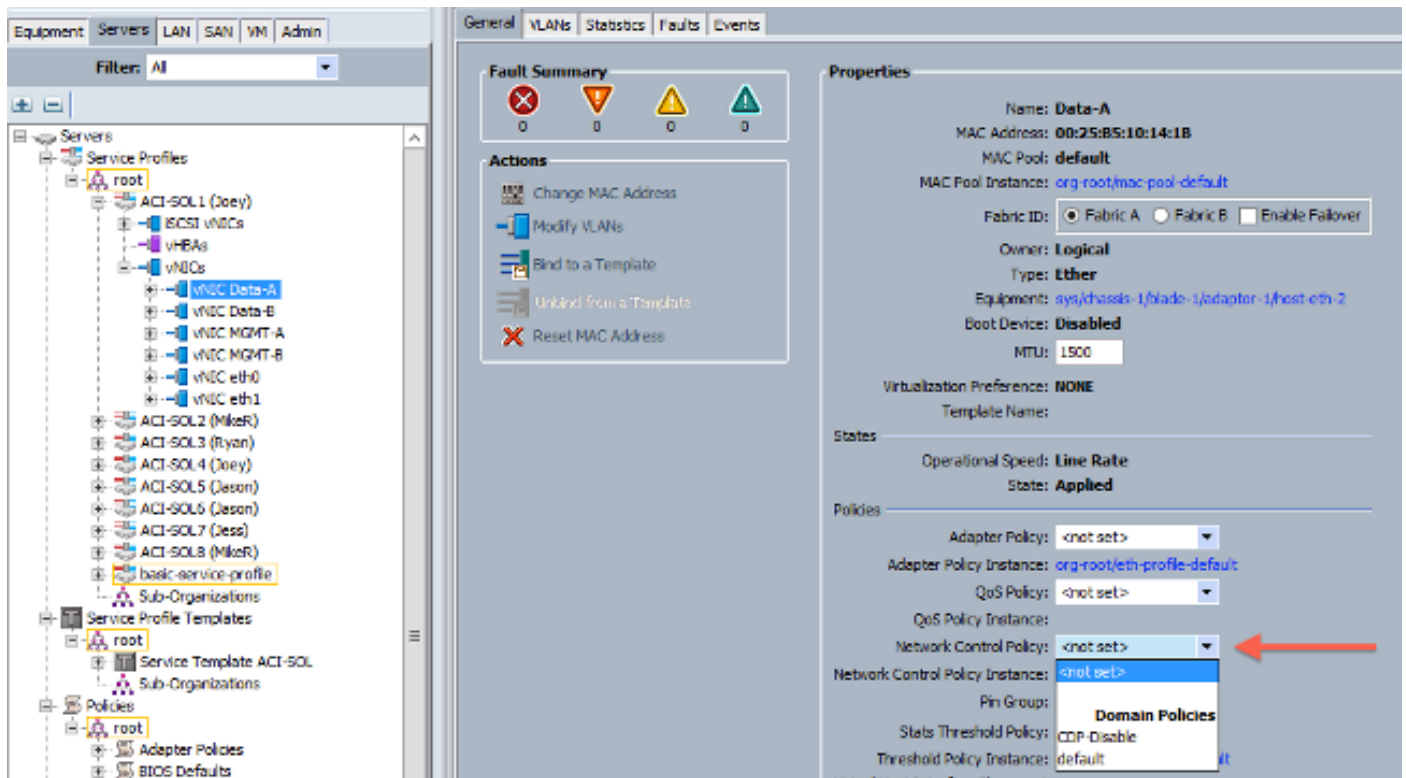 Equipment Servers LAN SAN VM Admin
Filter: All
Servers
Service Profiles
root
ACI-SOL1 (Joey)
iSCSI vNICs
vHBAs
vNICs
vNIC Data-A
vNIC Data-B
vNIC MGMT-A
vNIC MGMT-B
vNIC eth0
vNIC eth1
ACI-SOL2 (MikeR)
ACI-SOL3 (Ryan)
ACI-SOL4 (Joey)
ACI-SOL5 (Jason)
ACI-SOL6 (Jason)
ACI-SOL7 (Jess)
ACI-SOL8 (MikeR)
basic-service-profile
Sub-Organizations
Service Profile Templates
root
Service Template ACI-SOL
Sub-Organizations
Policies
root
Adapter Policies
BIOS Defaults
General VLANs Statistics Faults Events
Fault Summary
0 0 0 0
Actions
Change MAC Address
Modify VLANs
Bind to a Template
Unbind from a Template
Reset MAC Address
Properties
Name: Data-A
MAC Address: 00:25:B5:10:14:1B
MAC Pool: default
MAC Pool Instance: org-root/mac-pool-default
Fabric ID: Fabric A Fabric B Enable Failover
Owner: Logical
Type: Ether
Equipment: sys/chassis-1/blade-1/adaptor-1/host-eth-2
Boot Device: Disabled
MTU: 1500
Virtualization Preference: NONE
Template Name:
States
Operational Speed: Line Rate
State: Applied
Policies
Adapter Policy: <not set>
Adapter Policy Instance: org-root/eth-profile-default
QoS Policy: <not set>
QoS Policy Instance:
Network Control Policy: <not set>
Network Control Policy Instance: <not set>
Pin Group:
Domain Policies
Stats Threshold Policy: CDP-Disable
Threshold Policy Instance: default